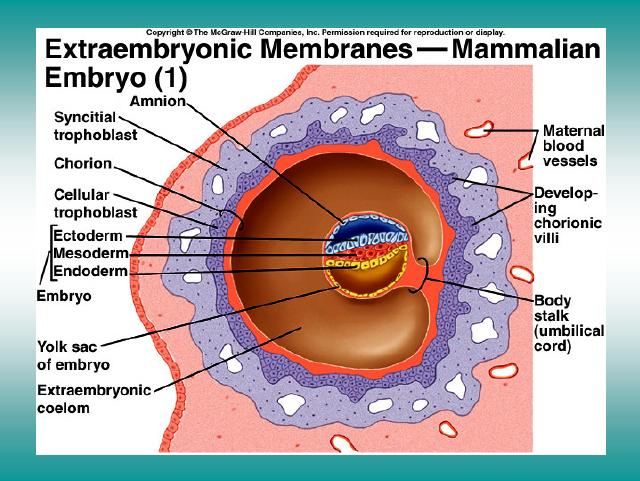 Copyright © The McGraw-Hill Companies, Inc. Permission required for reproduction or display.
Extraembryonic Membranes — Mammalian
Embryo (1)
Amnion
Syncitial
trophoblast
Chorion
Cellular
trophoblast
Ectoderm
Mesoderm
Endoderm
Embryo
Yolk sac
of embryo
Extraembryonic
coelom
Maternal
blood
vessels
Develop-
ing
chorionic
villi
Body
stalk
(umbilical
cord)